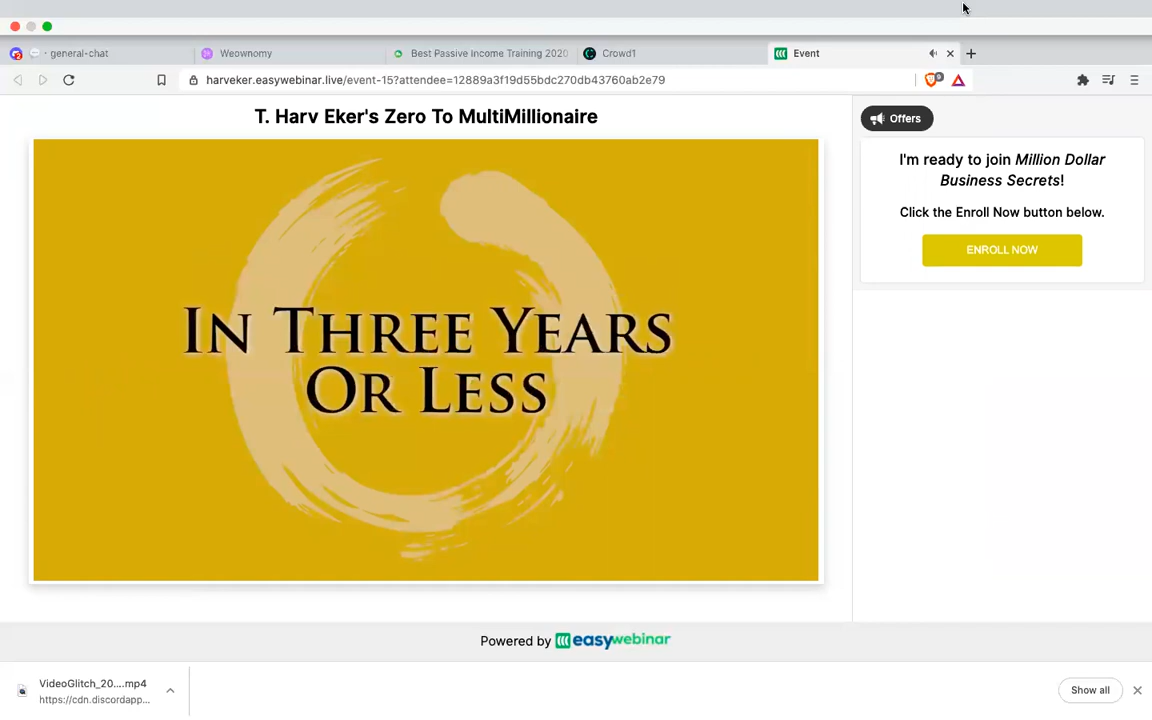 general-chat
Weownomy
Best Passive Income Training 2020
Crowd1
Event
harveker.easywebinar.live/event-15?attendee=12889a3f19d55bdc270db43760ab2e79
T. Harv Eker's Zero To MultiMillionaire
Offers
I'm ready to join Million Dollar
Business Secrets!
Click the Enroll Now button below.
ENROLL NOW
In Three Years
Or Less
Powered by easywebinar
VideoGlitch_20....mp4
https://cdn.discordapp...
Show all